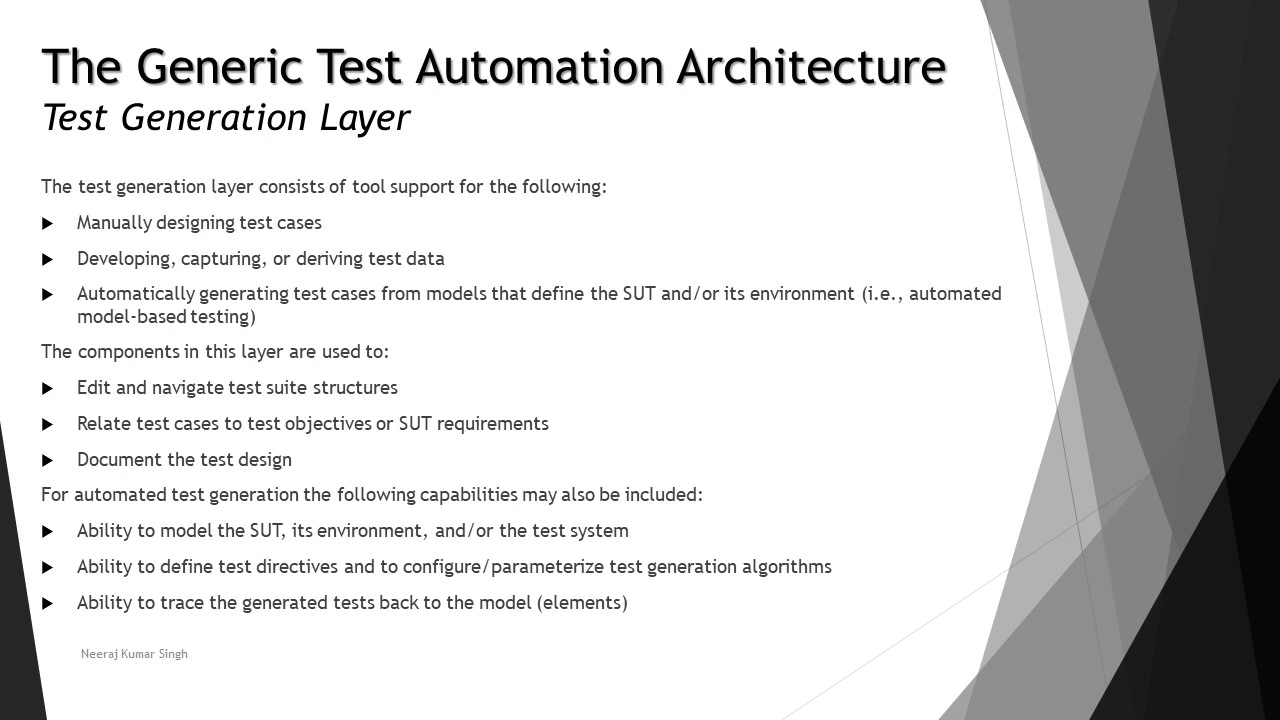 The Generic Test Automation Architecture
Test Generation Layer
The test generation layer consists of tool support for the following:
Manually designing test cases
Developing, capturing, or deriving test data
Automatically generating test cases from models that define the SUT and/or its environment (i.e., automated
model-based testing)
The components in this layer are used to:
Edit and navigate test suite structures
Relate test cases to test objectives or SUT requirements
Document the test design
For automated test generation the following capabilities may also be included:
Ability to model the SUT, its environment, and/or the test system
Ability to define test directives and to configure/parameterize test generation algorithms
Ability to trace the generated tests back to the model (elements)
Neeraj Kumar Singh